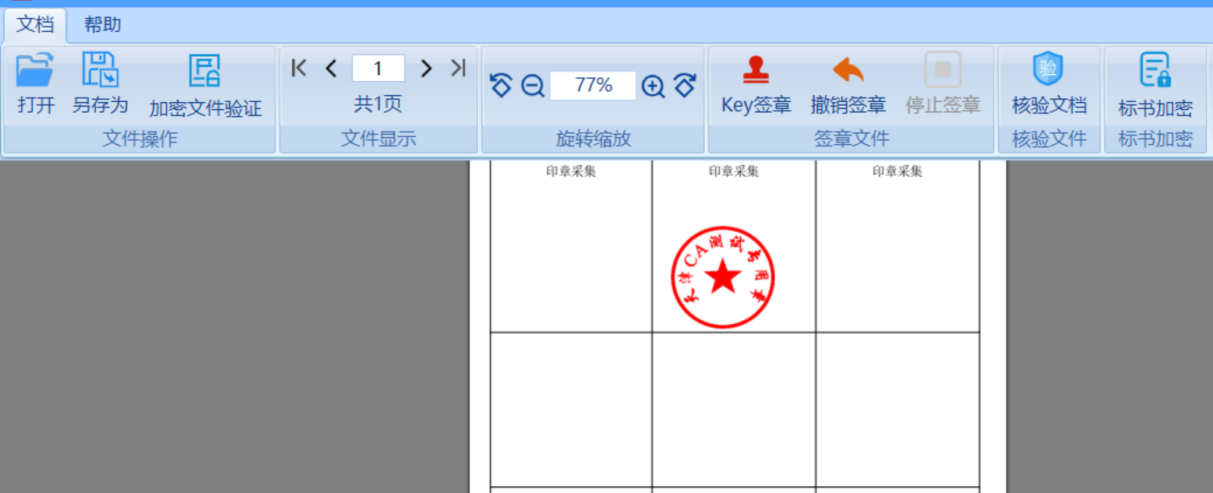 文档 帮助
打开 另存为 加密文件验证
文件操作
1
共1页
文件显示
77%
旋转缩放
Key签章 撤销签章 停止签章
签章文件
验
核验文档
核验文件
标书加密
标书加密
印章采集 印章采集 印章采集
天津CA测试专用章